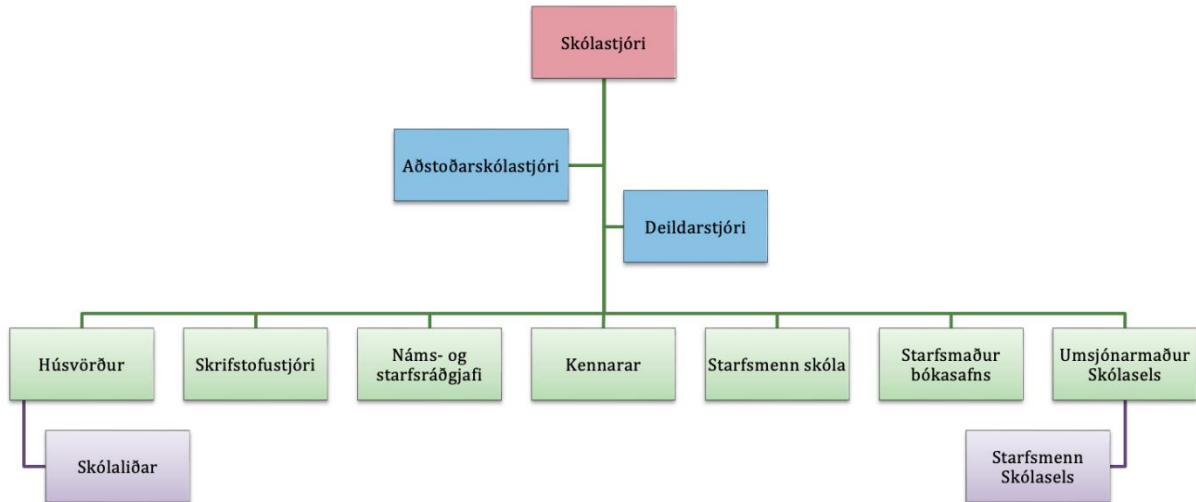 Skólastjóri
Aðstoðarskólastjóri
Deildarstjóri
Húsvörður
Skrifstofustjóri
Náms- og
starfsráðgjafi
Kennarar
Starfsmenn skóla
Starfsmaður
bókasafns
Umsjónarmaður
Skólasels
Skólaliðar
Starfsmenn
Skólasels